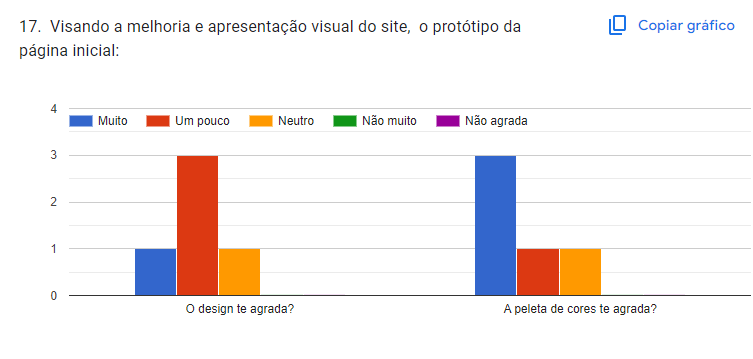 17.  Visando a melhoria e apresentação visual do site,  o protótipo da
página inicial:
Copiar gráfico
4
Muito
Um pouco
Neutro
Não muito
Não agrada
3
2
1
0
O design te agrada?
A peleta de cores te agrada?